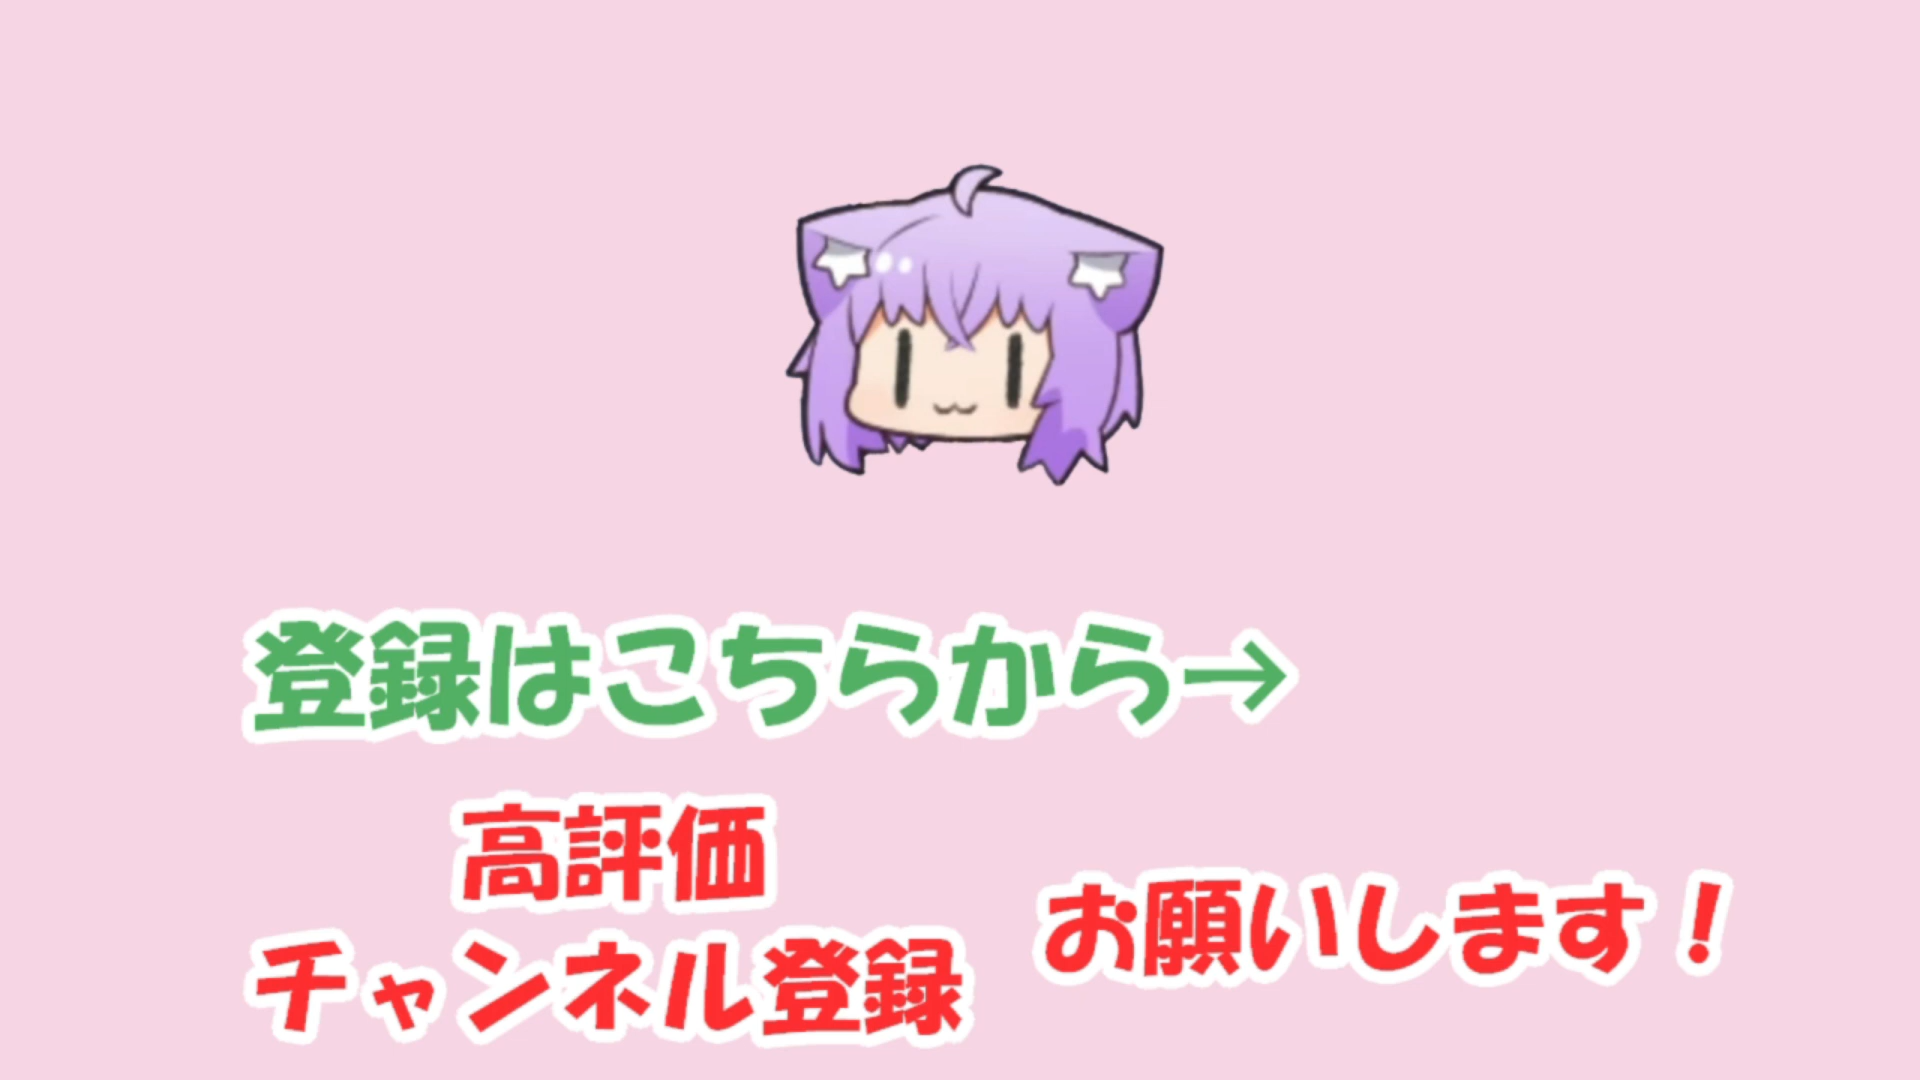 登録はこちらから→
高評価
チャンネル登録
お願いします！